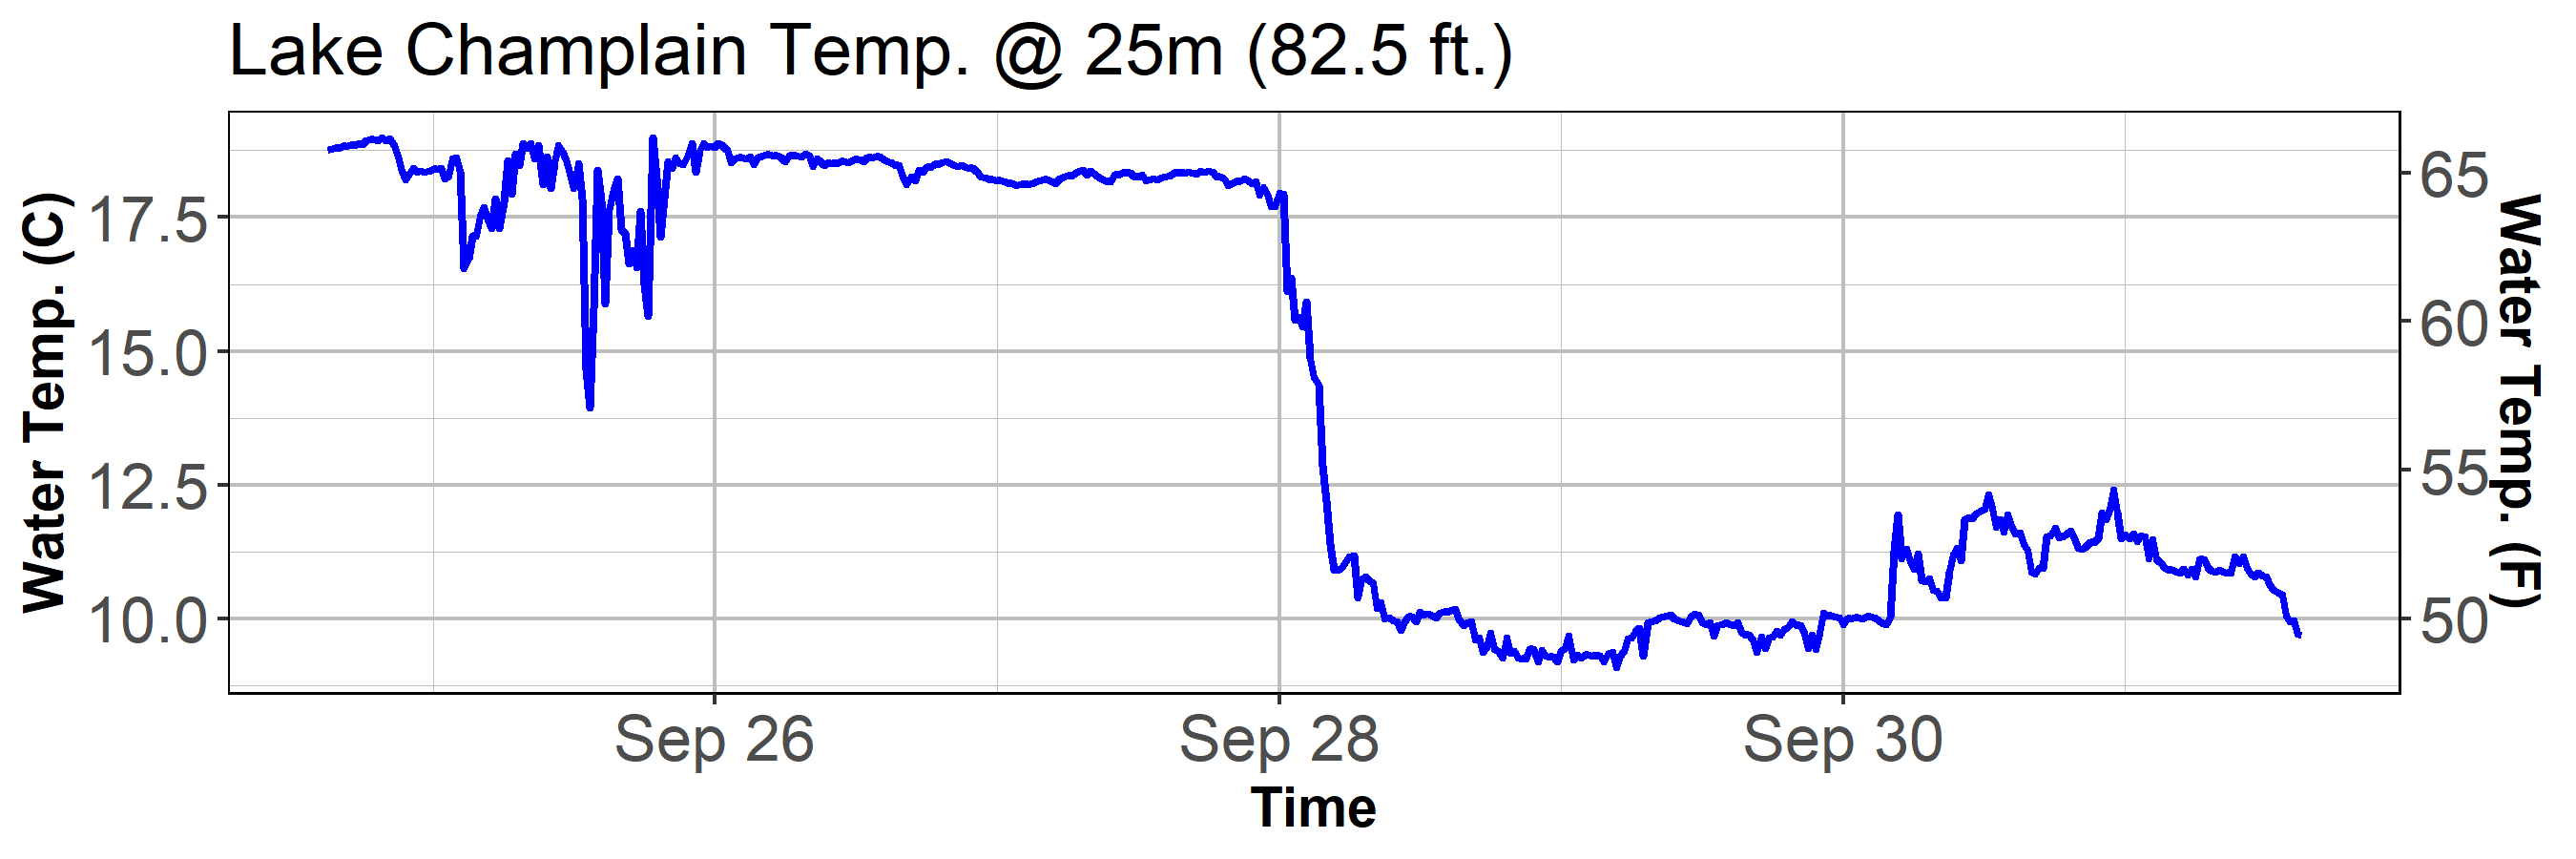 Lake Champlain Temp. @ 25m (82.5 ft.)
Water Temp. (C)
17.5
15.0
12.5
10.0
65
60
55
50
Water Temp. (F)
Sep 26
Sep 28
Sep 30
Time